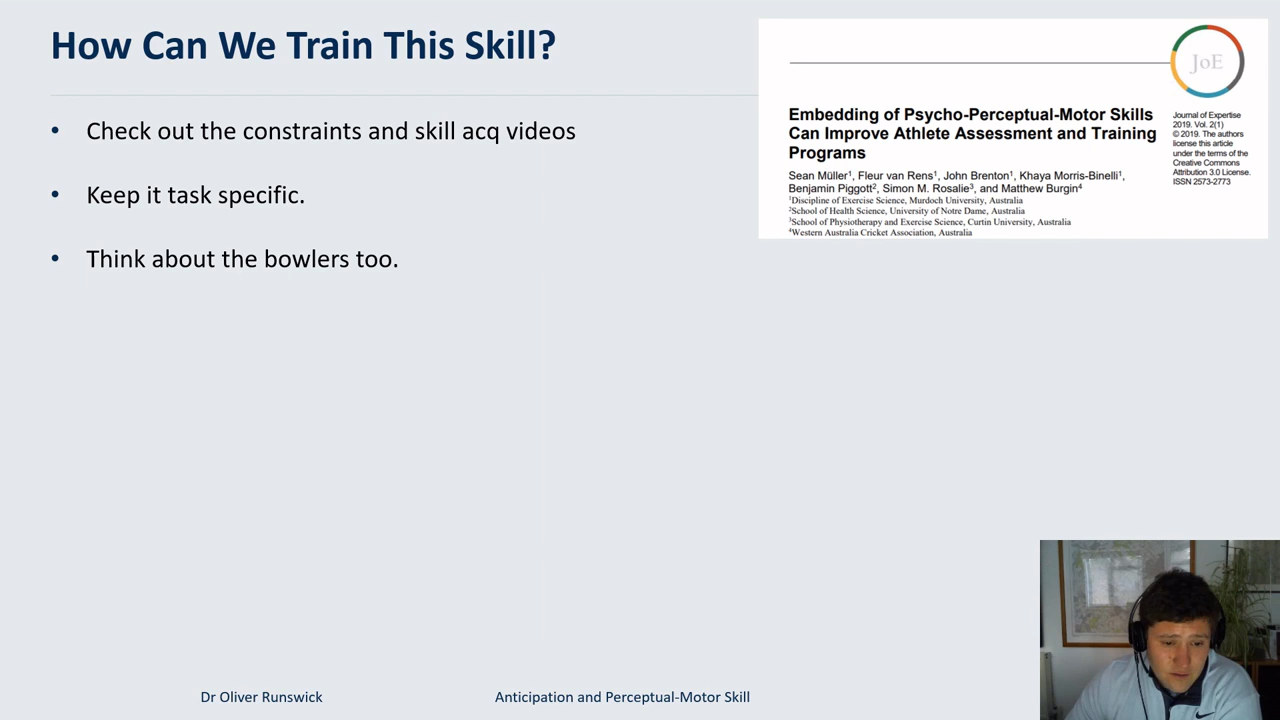 How Can We Train This Skill?
• Check out the constraints and skill acq videos
• Keep it task specific.
• Think about the bowlers too.
JoE
Embedding of Psycho-Perceptual-Motor Skills
Can Improve Athlete Assessment and Training
Programs
Sean Müller¹, Fleur van Rens¹, John Brenton¹, Khaya Morris-Binelli¹,
Benjamin Piggott², Simon M. Rosalie³, and Matthew Burgin⁴
¹Discipline of Exercise Science, Murdoch University, Australia
²School of Health Science, University of Notre Dame, Australia
³School of Physiotherapy and Exercise Science, Curtin University, Australia
⁴Western Australia Cricket Association, Australia
Journal of Expertise
2019. Vol. 2(1)
© 2019. The authors
license this article
under the terms of the
Creative Commons
Attribution 3.0 License.
ISSN 2573-2773
Dr Oliver Runswick
Anticipation and Perceptual-Motor Skill